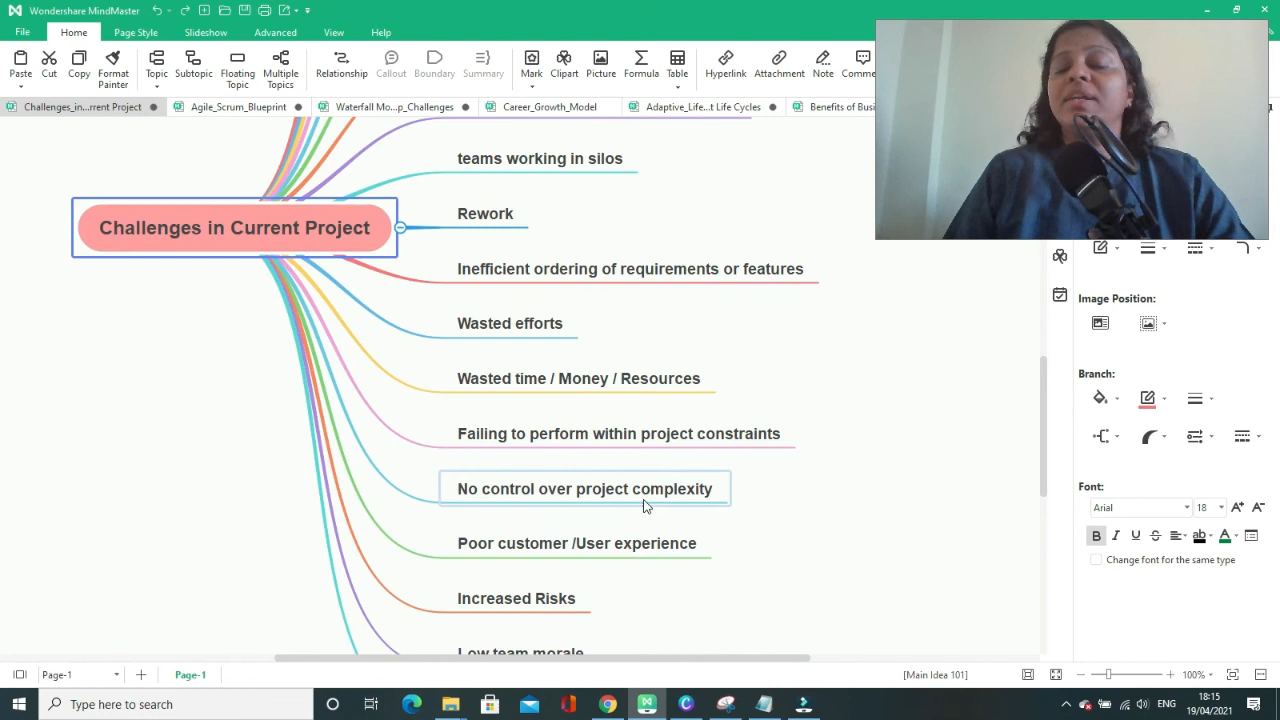 Wondershare MindMaster
File Home Page Style Slideshow Advanced View Help
Paste Cut Copy Format Painter Topic Subtopic Floating Topic Multiple Topics Relationship Callout Boundary Summary Mark Clipart Picture Formula Table Hyperlink Attachment Note Comme
Challenges_in...rrent Project Agile_Scrum_Blueprint Waterfall Mo...p_Challenges Career_Growth_Model Adaptive_Life...t Life Cycles Benefits of Busi
teams working in silos
Challenges in Current Project
Rework
Inefficient ordering of requirements or features
Wasted efforts
Wasted time / Money / Resources
Failing to perform within project constraints
No control over project complexity
Poor customer /User experience
Increased Risks
Low team morale
Image Position:
Branch:
Font:
Arial 18
Change font for the same type
Page-1 Page-1 [Main Idea 101] 100%
Type here to search
ENG 18:15
19/04/2021